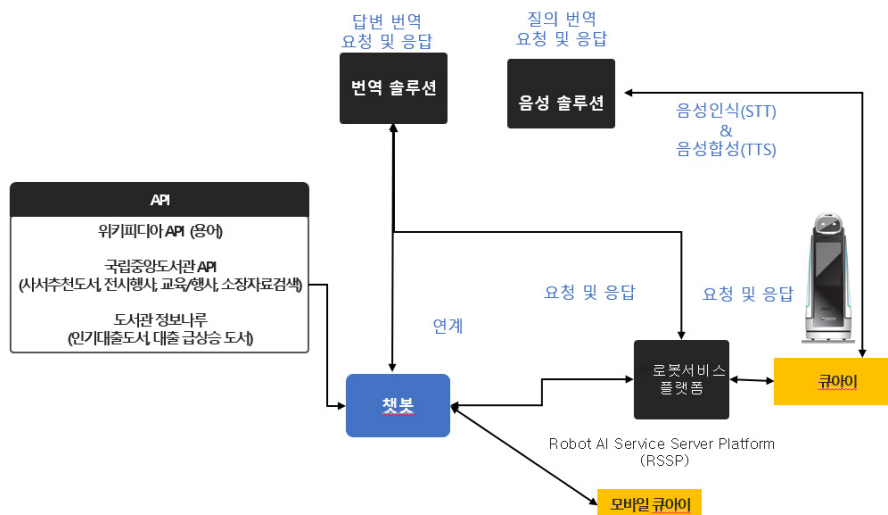 답변 번역
요청 및 응답
질의 번역
요청 및 응답
번역 솔루션
음성 솔루션
음성인식(STT)
&
음성합성(TTS)
API
위키피디아 API (용어)
국립중앙도서관 API
(사서추천도서, 전시행사, 교육/행사, 소장자료검색)
도서관 정보나루
(인기대출도서, 대출 급상승 도서)
요청 및 응답
요청 및 응답
연계
로봇서비스
플랫폼
챗봇
큐아이
Robot AI Service Server Platform
(RSSP)
모바일 큐아이